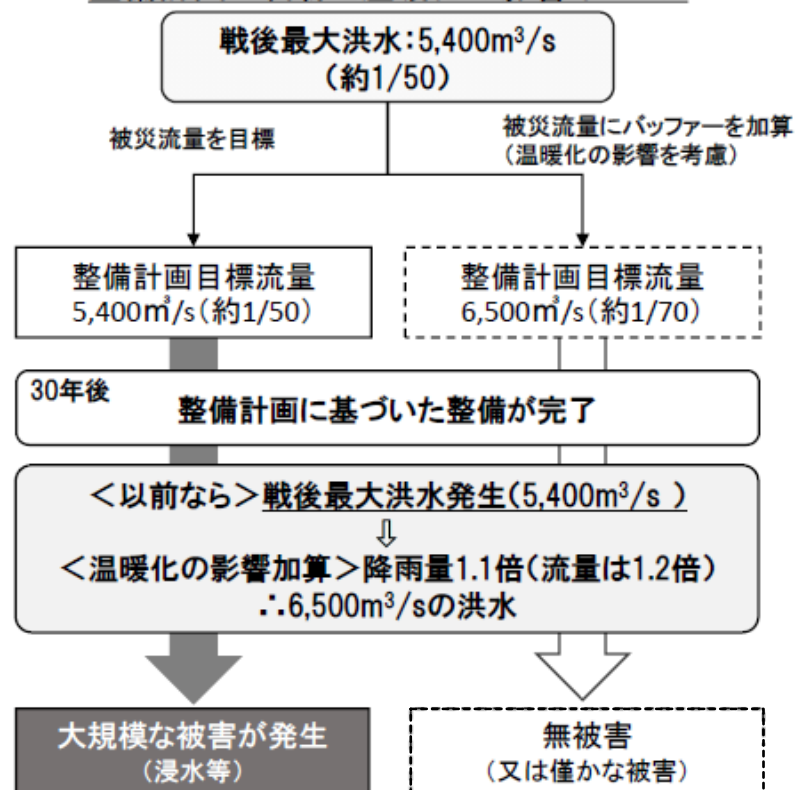 戦後最大洪水:5,400m³/s
(約1/50)
被災流量を目標
被災流量にバッファーを加算
(温暖化の影響を考慮)
整備計画目標流量
5,400㎥/s(約1/50)
整備計画目標流量
6,500㎥/s(約1/70)
30年後
整備計画に基づいた整備が完了
<以前なら>戦後最大洪水発生(5,400m³/s )
⇩
<温暖化の影響加算>降雨量1.1倍(流量は1.2倍)
∴6,500m³/sの洪水
大規模な被害が発生
(浸水等)
無被害
(又は僅かな被害)